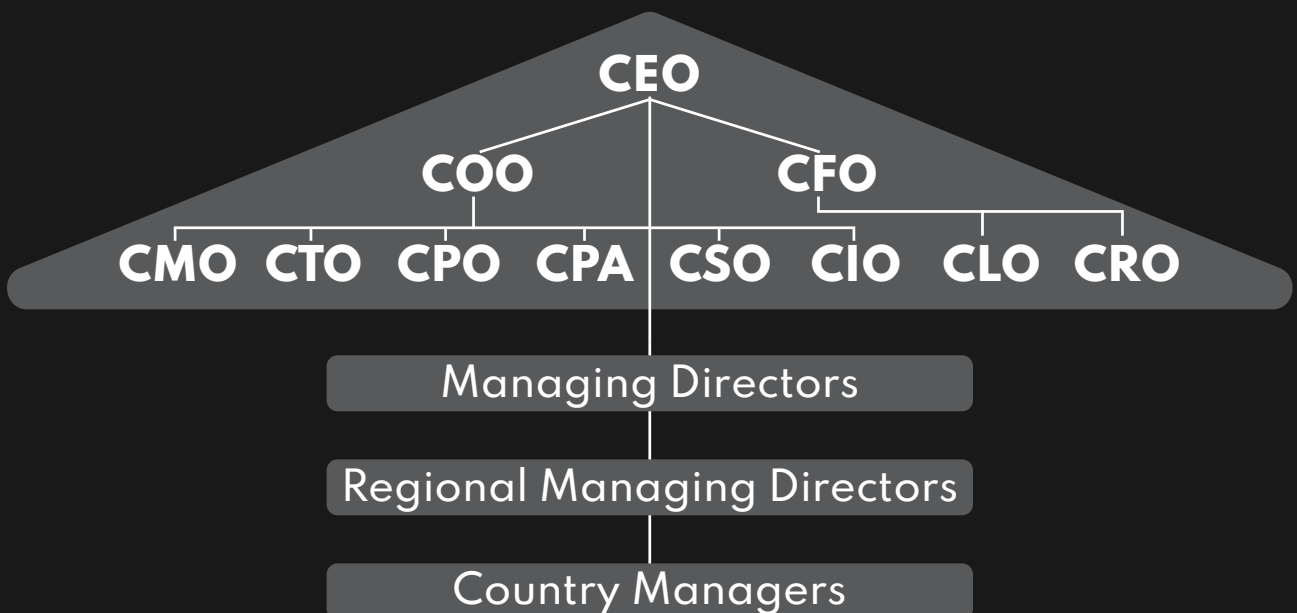 CEO
COO CFO
CMO CTO CPO CPA CSO CIO CLO CRO
Managing Directors
Regional Managing Directors
Country Managers